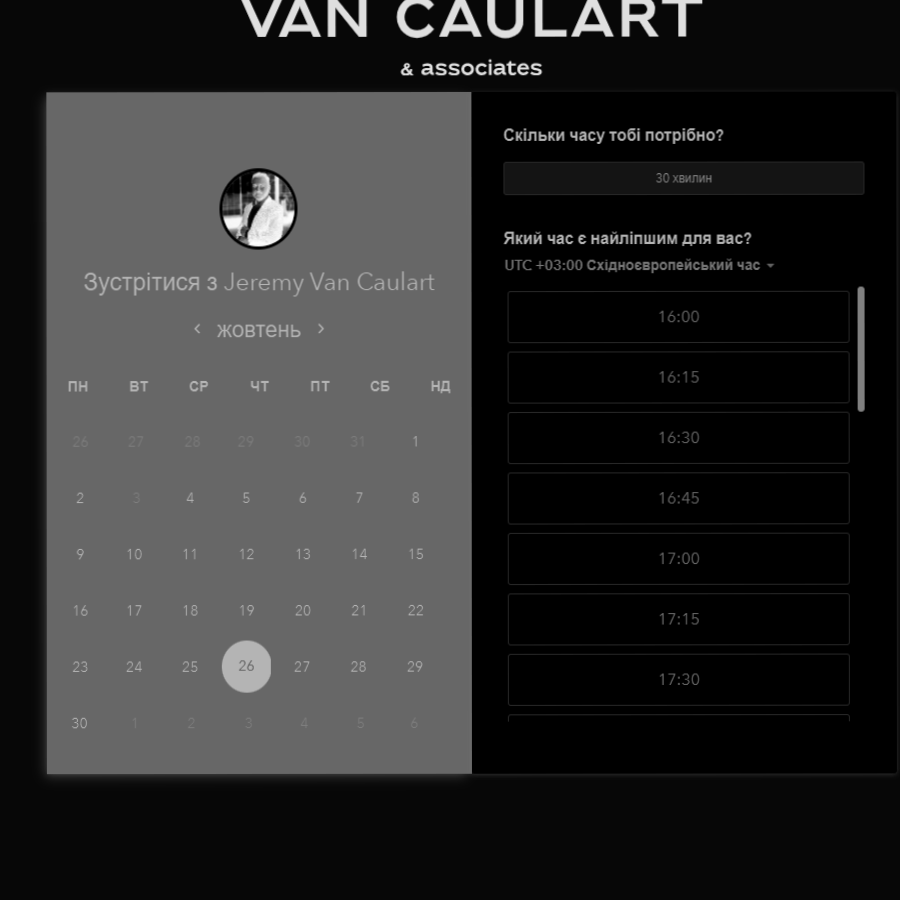 VAN CAULART
& associates
Зустрітися з Jeremy Van Caulart
‹ жовтень ›
ПН ВТ СР ЧТ ПТ СБ НД
26 27 28 29 30 31 1
2 3 4 5 6 7 8
9 10 11 12 13 14 15
16 17 18 19 20 21 22
23 24 25 26 27 28 29
30 1 2 3 4 5 6
Скільки часу тобі потрібно?
30 хвилин
Який час є найліпшим для вас?
UTC +03:00 Східноєвропейський час
16:00
16:15
16:30
16:45
17:00
17:15
17:30